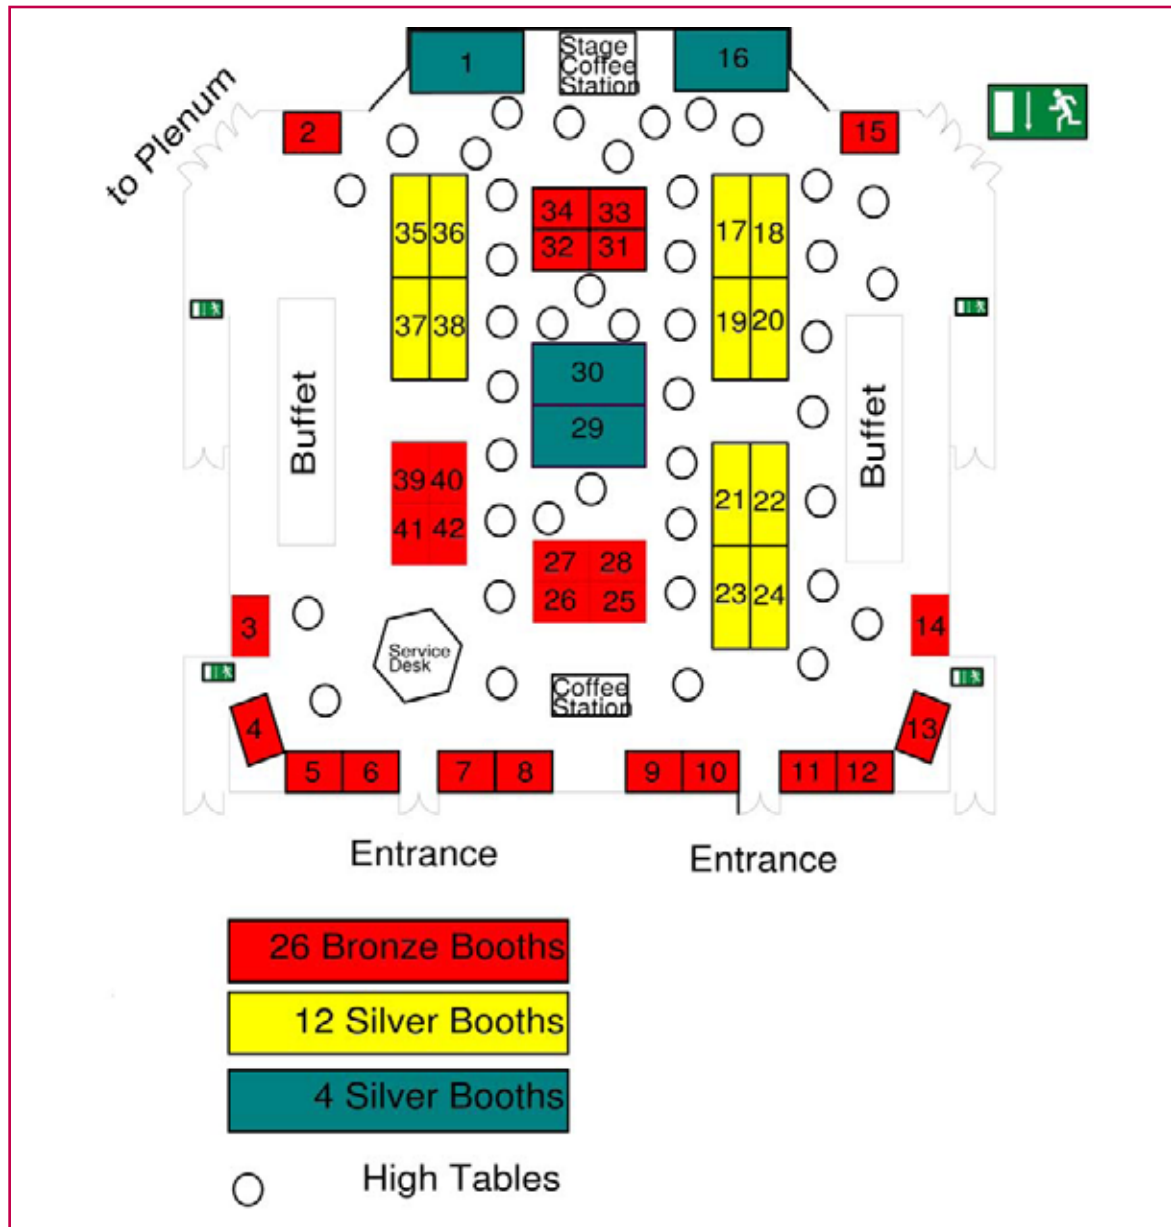 1
Stage
Coffee
Station
16
to Plenum
2
15
35 36
34 33
32 31
17 18
37 38
19 20
30
29
Buffet
Buffet
39 40
41 42
21 22
27 28
26 25
23 24
3
14
Service
Desk
Coffee
Station
4
13
5 6
7 8
9 10
11 12
Entrance
Entrance
26 Bronze Booths
12 Silver Booths
4 Silver Booths
High Tables